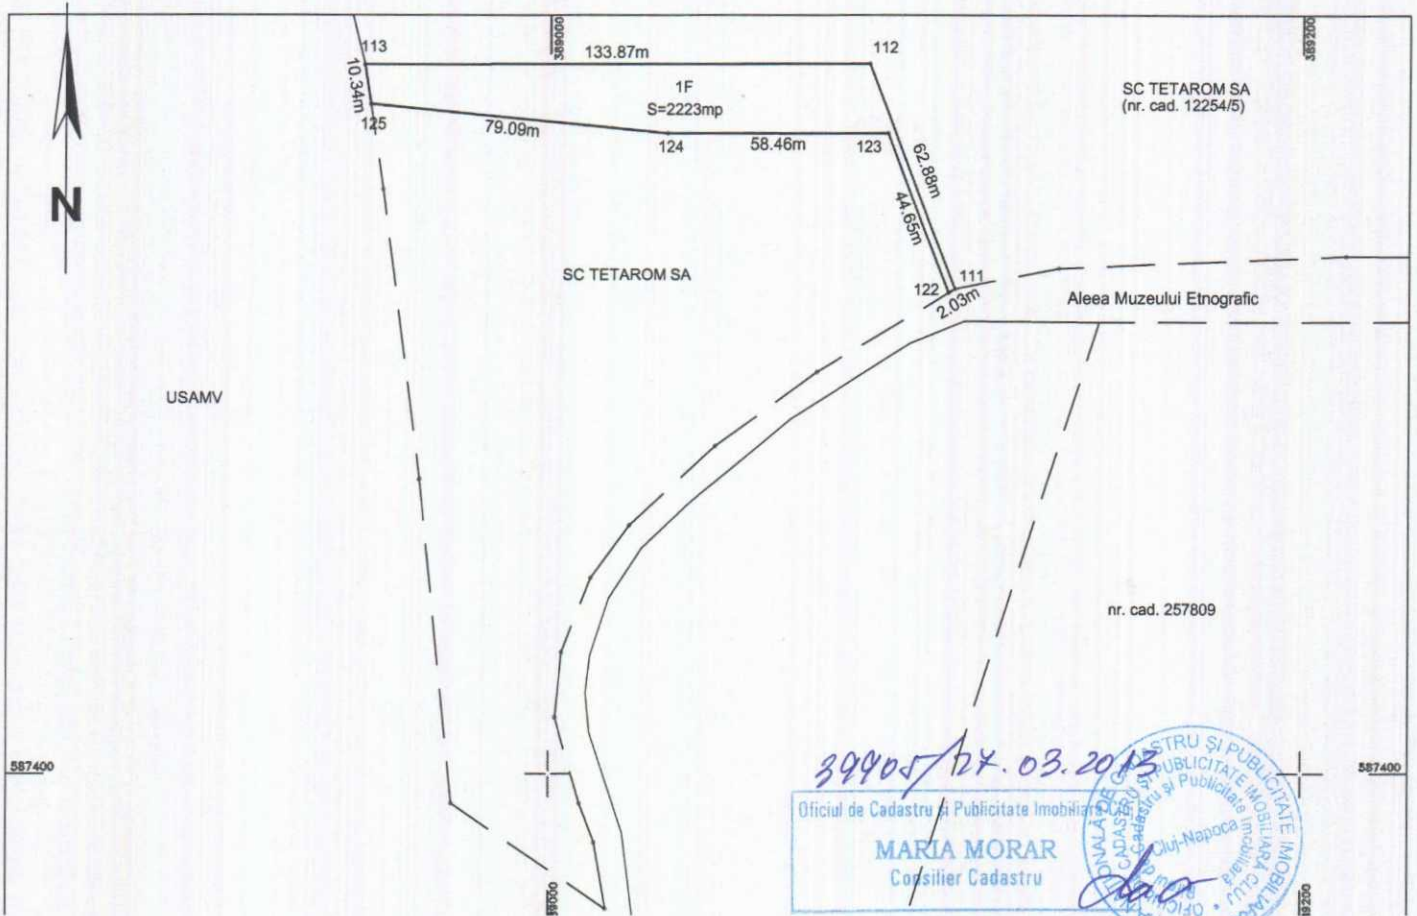 389000
389200
113
133.87m
112
10.34m
1F
S=2223mp
SC TETAROM SA
(nr. cad. 12254/5)
125
79.09m
124
58.46m
123
62.88m
44.65m
N
SC TETAROM SA
111
122
2.03m
Aleea Muzeului Etnografic
USAMV
nr. cad. 257809
587400
587400
27.03.2013
Oficiul de Cadastru și Publicitate Imobiliară
MARIA MORAR
Consilier Cadastru
Cluj-Napoca